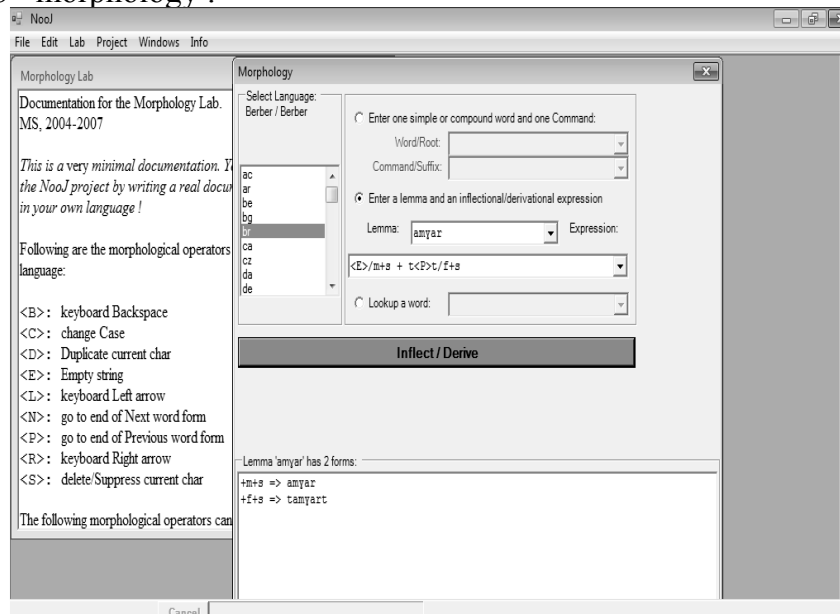 morphology".
NooJ
File Edit Lab Project Windows Info
Morphology Lab
Documentation for the Morphology Lab.
MS, 2004-2007
This is a very minimal documentation.
the NooJ project by writing a real
in your own language !
Following are the morphological operators
language:
<B>: keyboard Backspace
<C>: change Case
<D>: Duplicate current char
<E>: Empty string
<L>: keyboard Left arrow
<N>: go to end of Next word form
<P>: go to end of Previous word form
<R>: keyboard Right arrow
<S>: delete/Suppress current char
The following morphological operators can
Morphology
Select Language:
Berber / Berber
ac
ar
be
bg
br
ca
cz
da
de
Enter one simple or compound word and one Command:
Word/Root:
Command/Suffix:
Enter a lemma and an inflectional/derivational expression
Lemma: amɣar Expression:
<E>/m+s + t<P>t/f+s
Lookup a word:
Inflect / Derive
Lemma 'amɣar' has 2 forms:
+m+s => amɣar
+f+s => tamɣart
Cancel